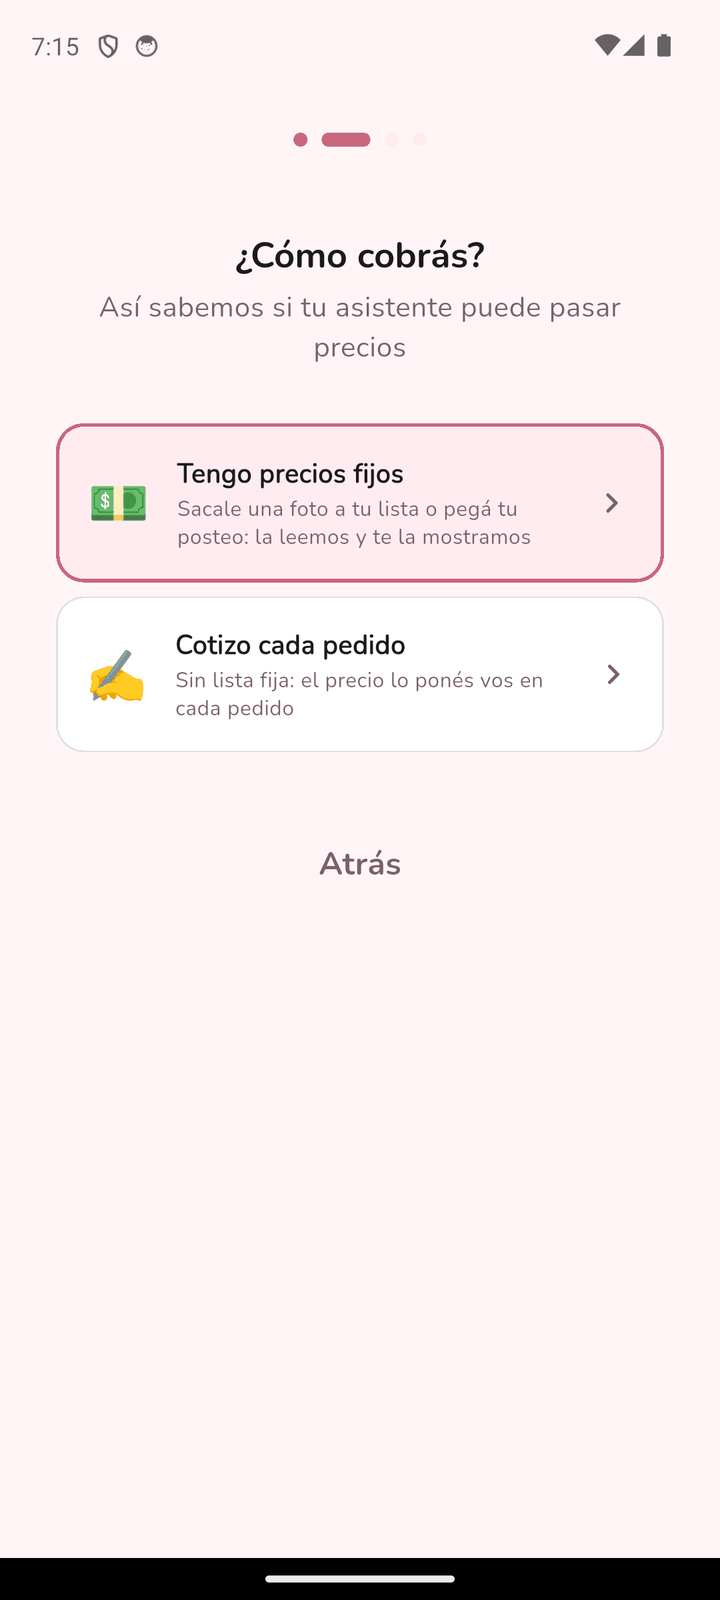 7:15
¿Cómo cobrás?
Así sabemos si tu asistente puede pasar
precios
Tengo precios fijos
Sacale una foto a tu lista o pegá tu
posteo: la leemos y te la mostramos
Cotizo cada pedido
Sin lista fija: el precio lo ponés vos en
cada pedido
Atrás